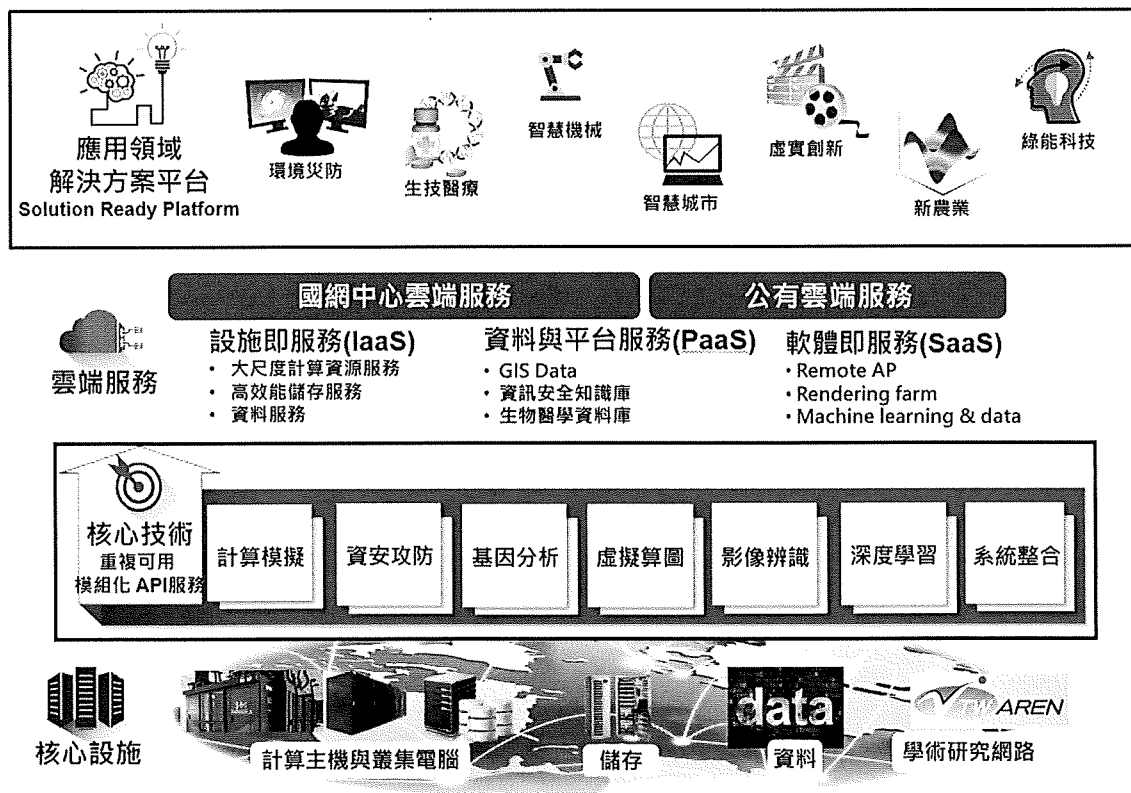 應用領域
解決方案平台
Solution Ready Platform
環境災防
生技醫療
智慧機械
智慧城市
虛實創新
新農業
綠能科技
雲端服務
國網中心雲端服務
公有雲端服務
設施即服務(IaaS)
• 大尺度計算資源服務
• 高效能儲存服務
• 資料服務
資料與平台服務(PaaS)
• GIS Data
• 資訊安全知識庫
• 生物醫學資料庫
軟體即服務(SaaS)
• Remote AP
• Rendering farm
• Machine learning & data
核心技術
重複可用
模組化 API服務
計算模擬
資安攻防
基因分析
虛擬算圖
影像辨識
深度學習
系統整合
核心設施
計算主機與叢集電腦
儲存
data
資料
TWAREN
學術研究網路